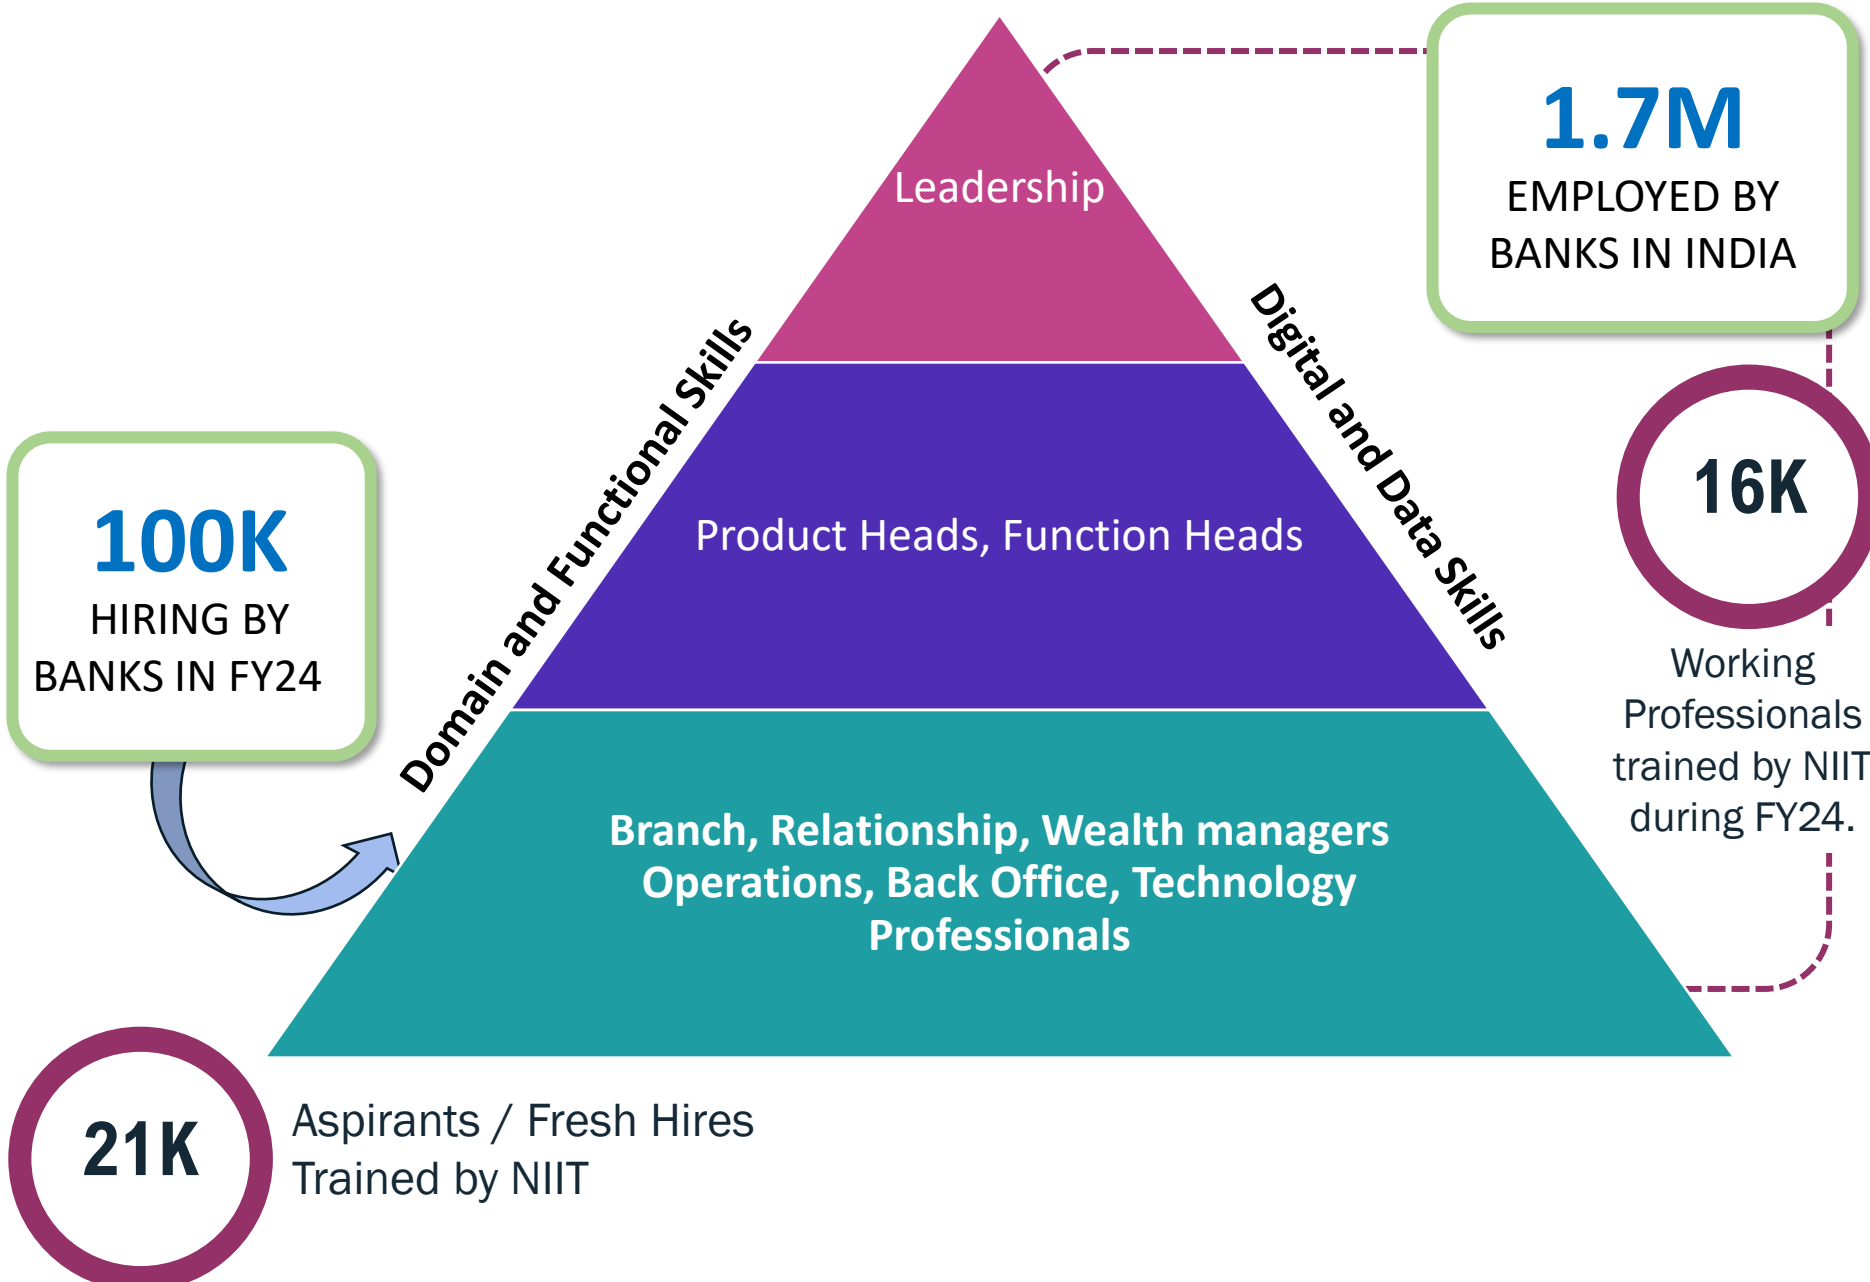 Leadership
1.7M
EMPLOYED BY
BANKS IN INDIA
Domain and Functional Skills
Digital and Data Skills
Product Heads, Function Heads
100K
HIRING BY
BANKS IN FY24
16K
Working
Professionals
trained by NIIT
during FY24.
Branch, Relationship, Wealth managers
Operations, Back Office, Technology
Professionals
21K
Aspirants / Fresh Hires
Trained by NIIT